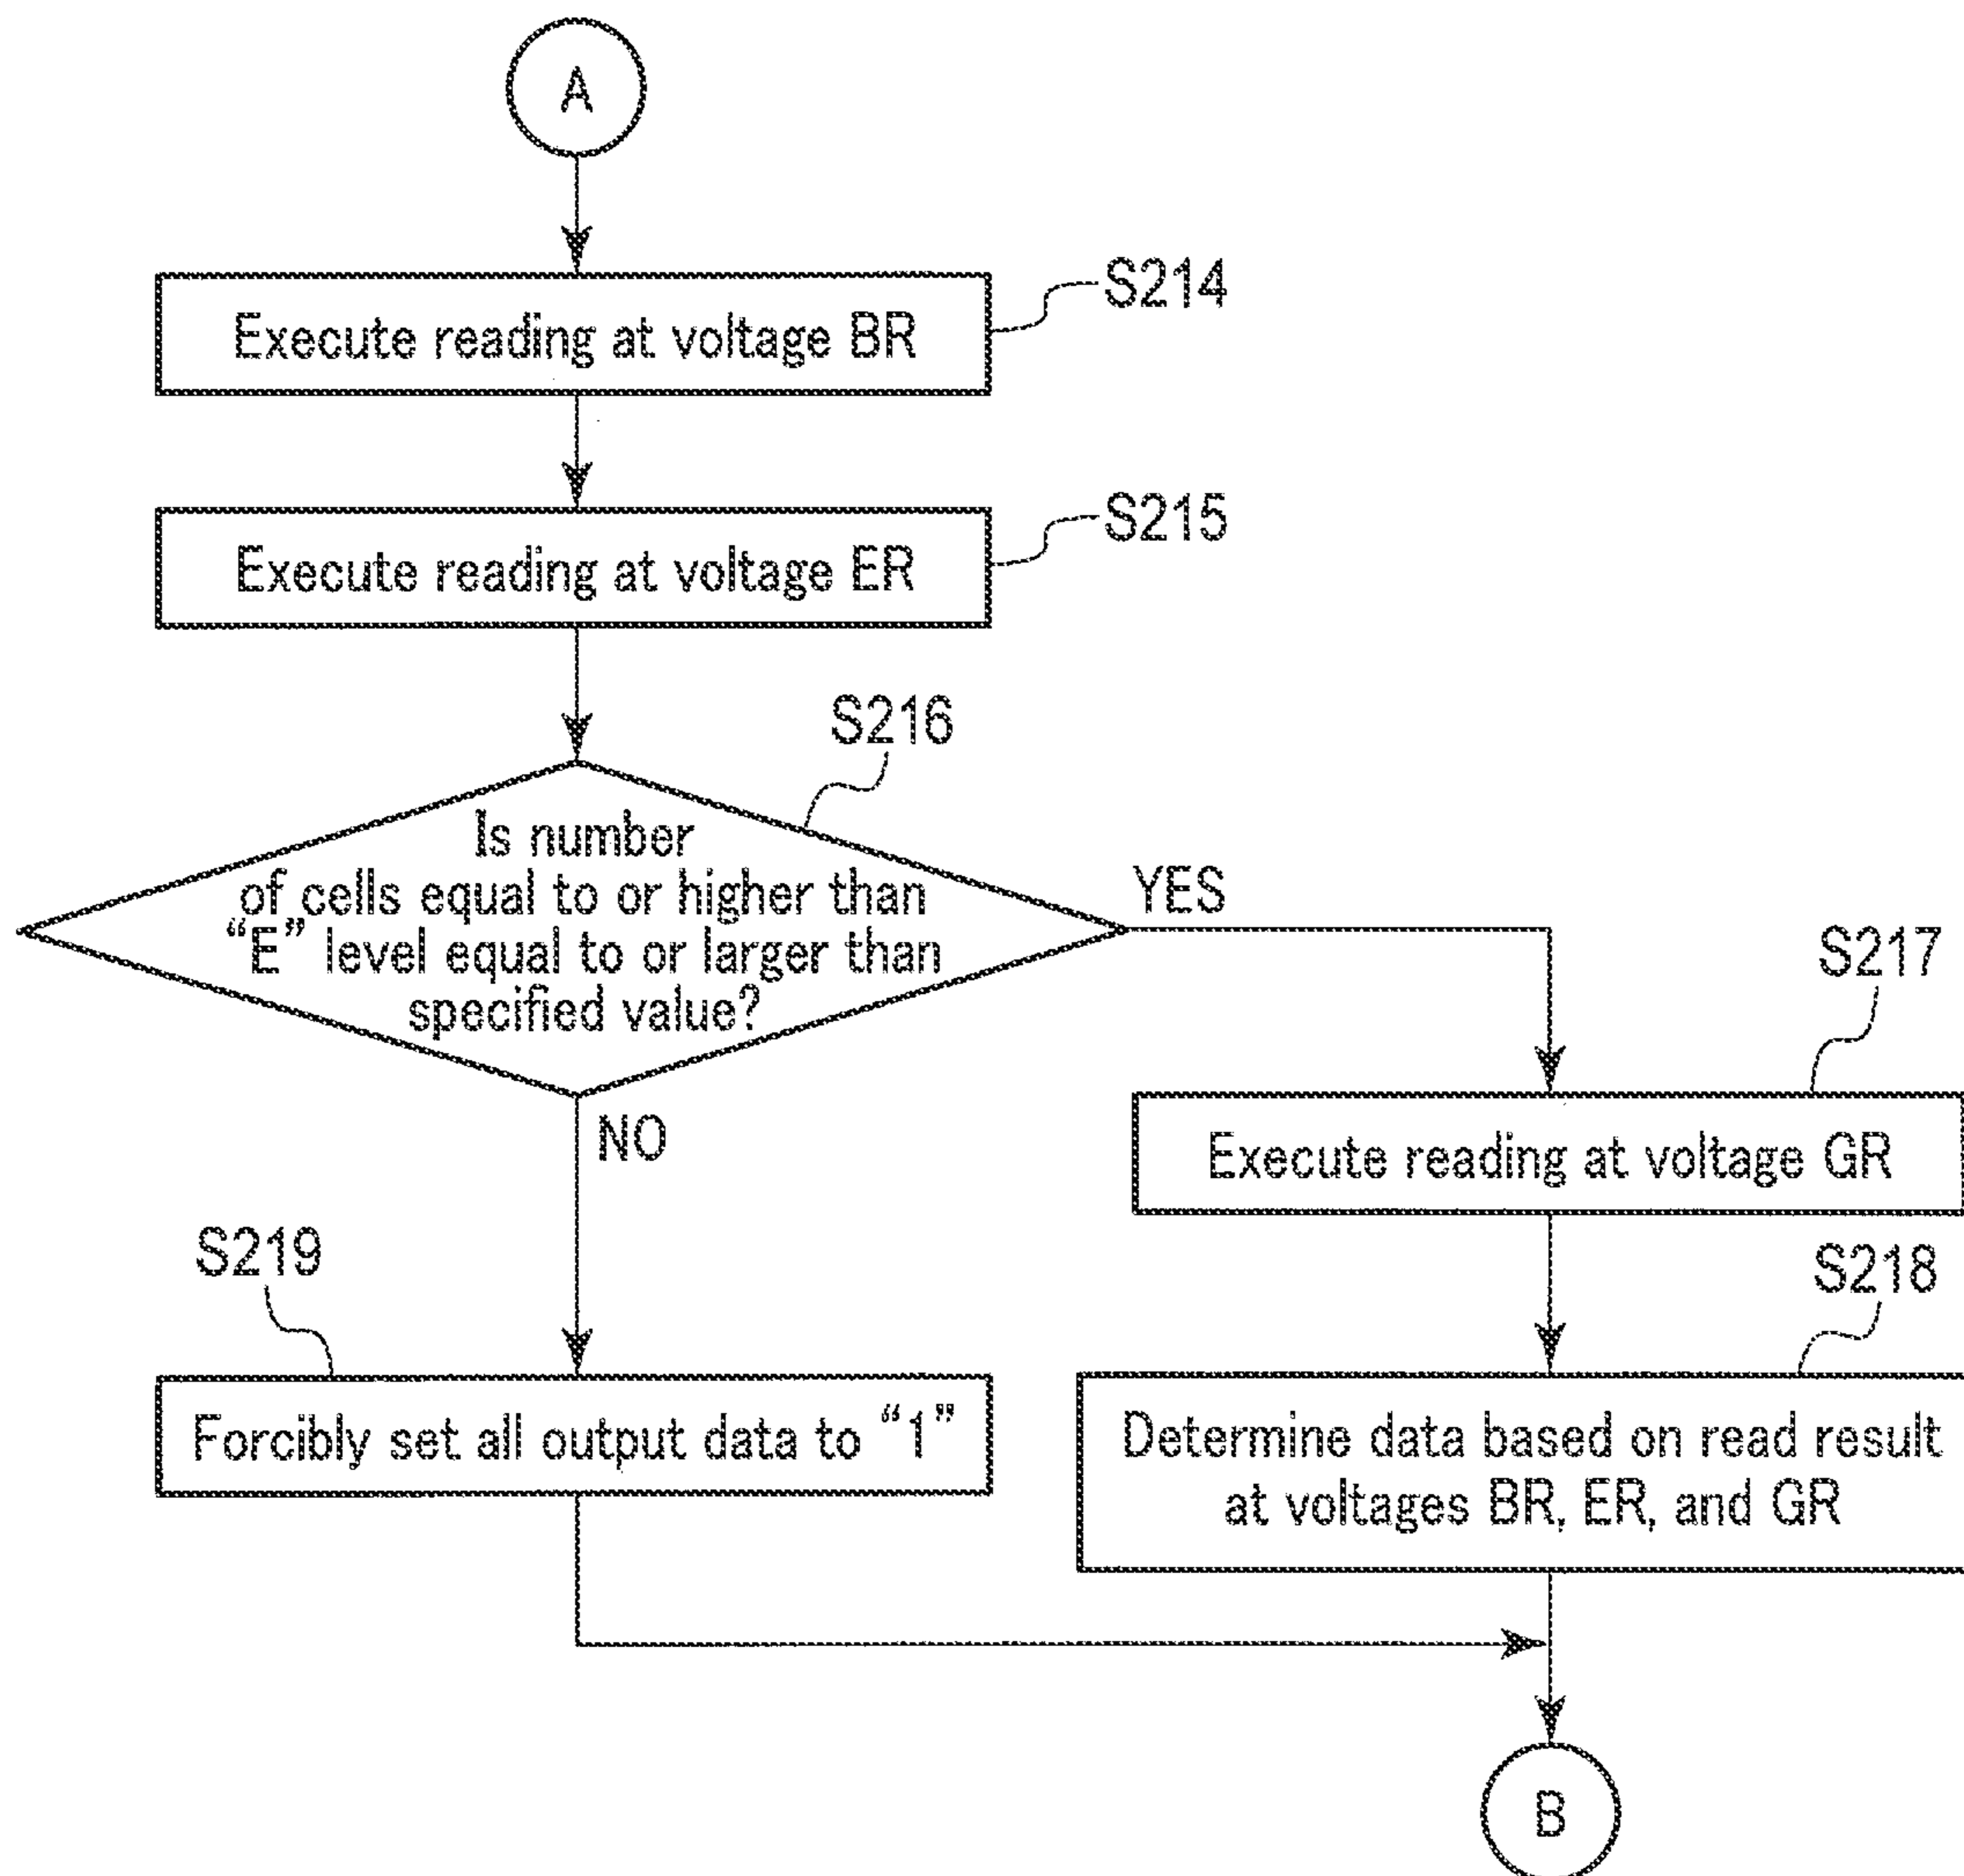 A
S214
Execute reading at voltage BR
S215
Execute reading at voltage ER
S216
Is number
of cells equal to or higher than
“E” level equal to or larger than
specified value?
YES
NO
S217
Execute reading at voltage GR
S219
Forcibly set all output data to “1”
S218
Determine data based on read result
at voltages BR, ER, and GR
B